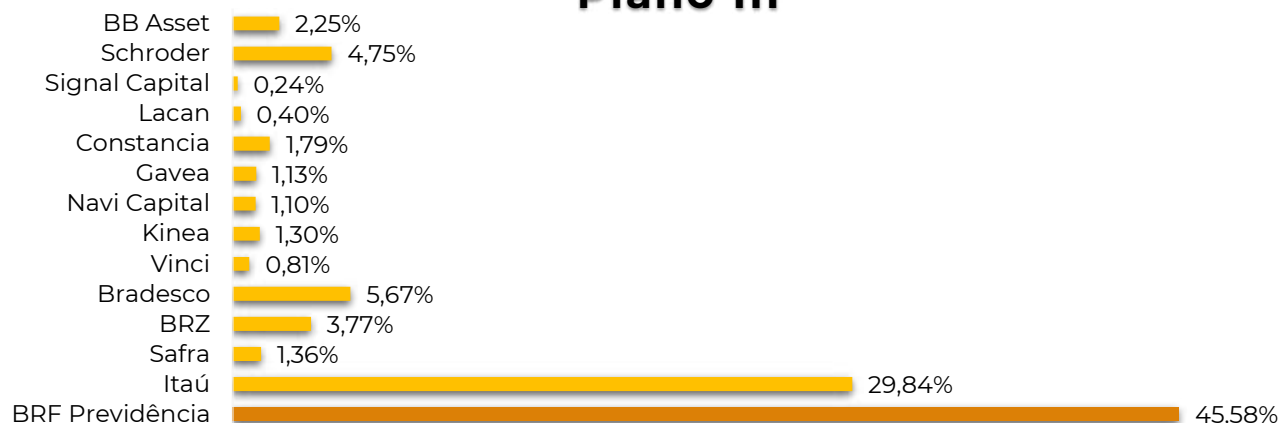 Plano III
BB Asset 2,25%
Schroder 4,75%
Signal Capital 0,24%
Lacan 0,40%
Constancia 1,79%
Gavea 1,13%
Navi Capital 1,10%
Kinea 1,30%
Vinci 0,81%
Bradesco 5,67%
BRZ 3,77%
Safra 1,36%
Itaú 29,84%
BRF Previdência 45,58%